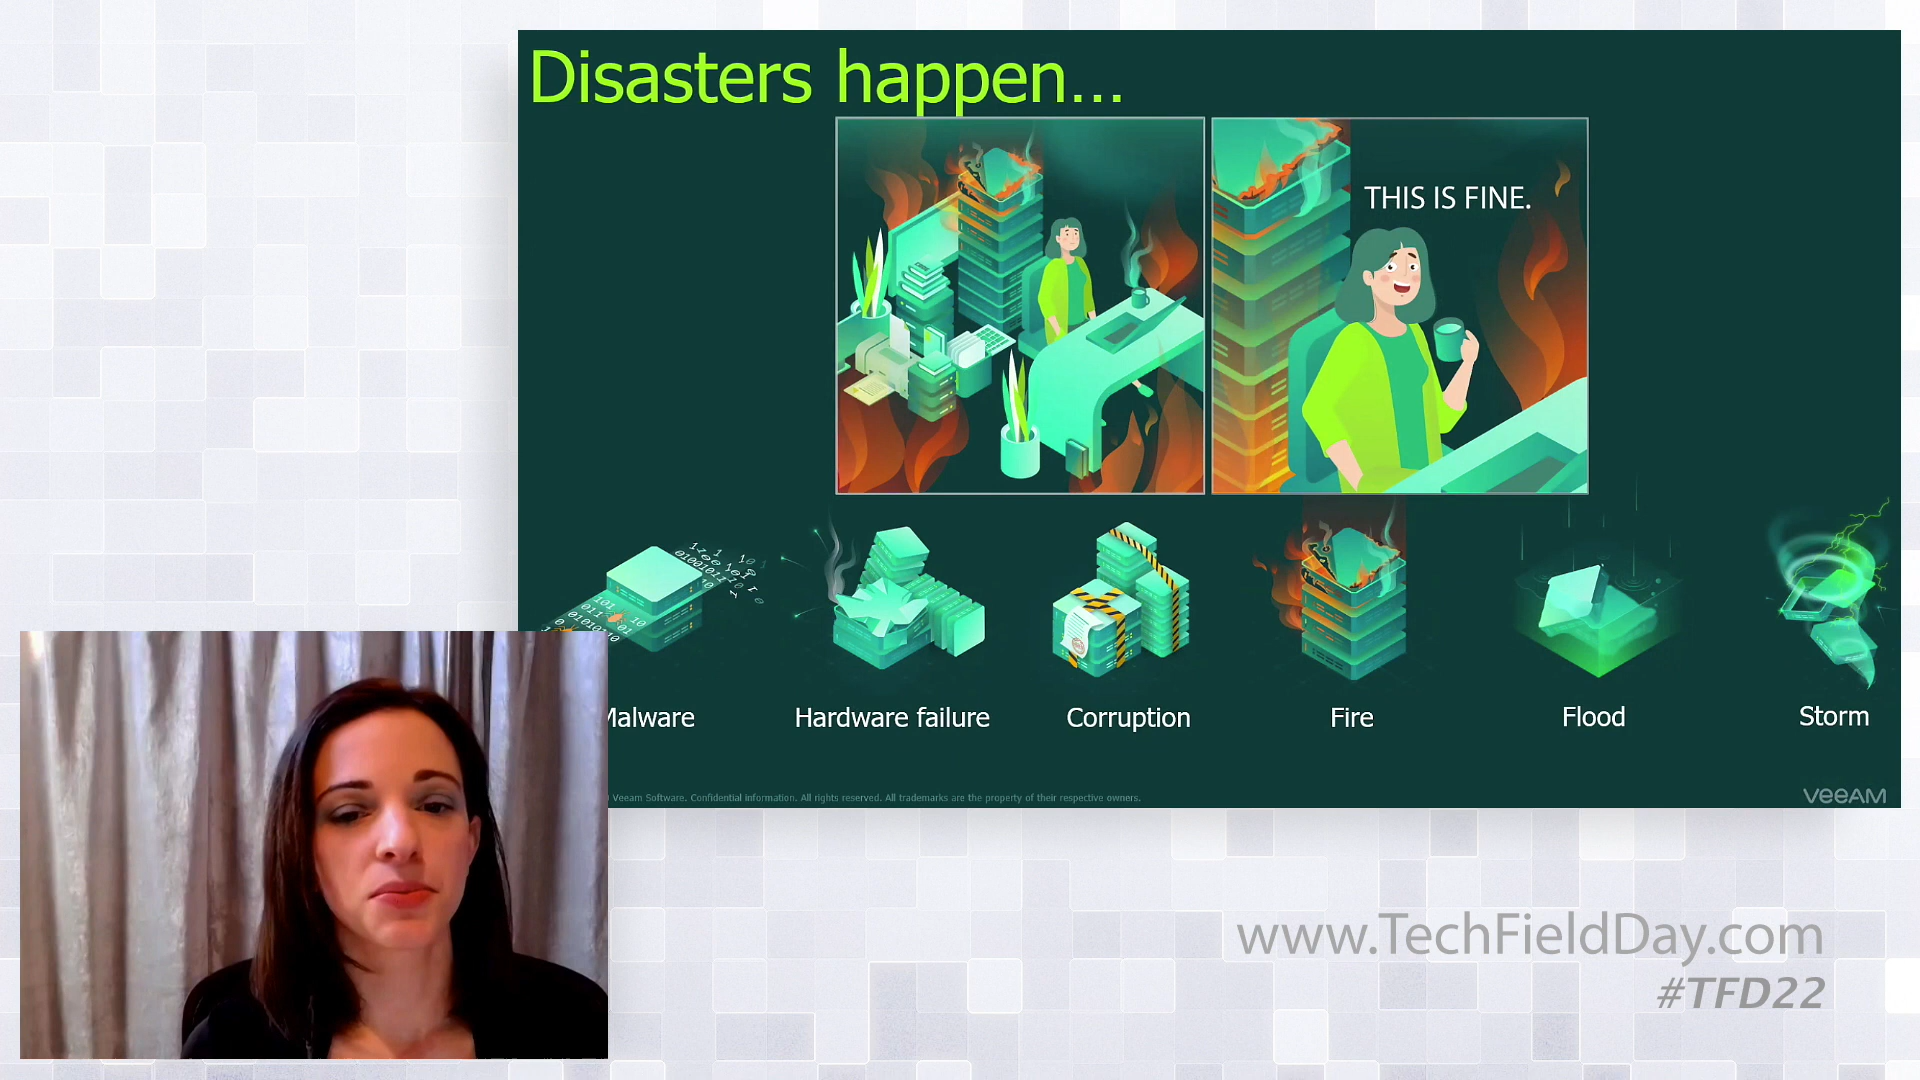 Disasters happen...
THIS IS FINE.
Malware
Hardware failure
Corruption
Fire
Flood
Storm
Veeam Software. Confidential information. All rights reserved. All trademarks are the property of their respective owners.
veeAM
www.TechFieldDay.com
#TFD22